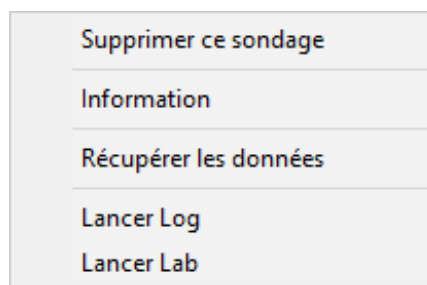 Supprimer ce sondage
Information
Récupérer les données
Lancer Log
Lancer Lab